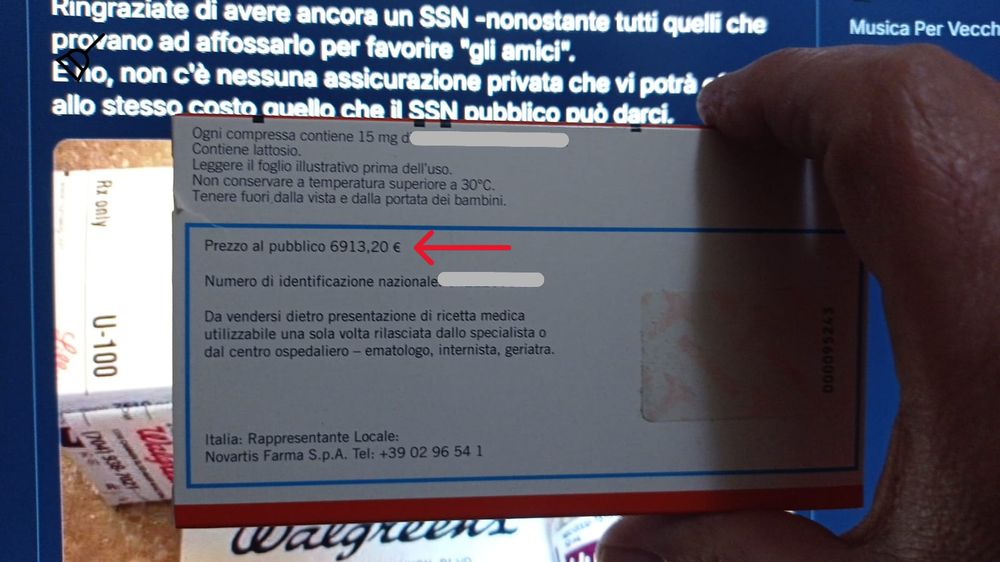 Ringraziate di avere ancora un SSN -nonostante tutti quelli che
provano ad affossarlo per favorire "gli amici".
E no, non c'è nessuna assicurazione privata che vi potrà
allo stesso costo quello che il SSN pubblico può darci.
Musica Per Vecch
Ogni compressa contiene 15 mg d
Contiene lattosio.
Leggere il foglio illustrativo prima dell'uso.
Non conservare a temperatura superiore a 30°C.
Tenere fuori dalla vista e dalla portata dei bambini.
Prezzo al pubblico 6913,20 €
Numero di identificazione nazionale
Da vendersi dietro presentazione di ricetta medica
utilizzabile una sola volta rilasciata dallo specialista o
dal centro ospedaliero – ematologo, internista, geriatra.
000095243
Italia: Rappresentante Locale:
Novartis Farma S.p.A. Tel: +39 02 96 54 1
Rx only
U-100
Walgreens